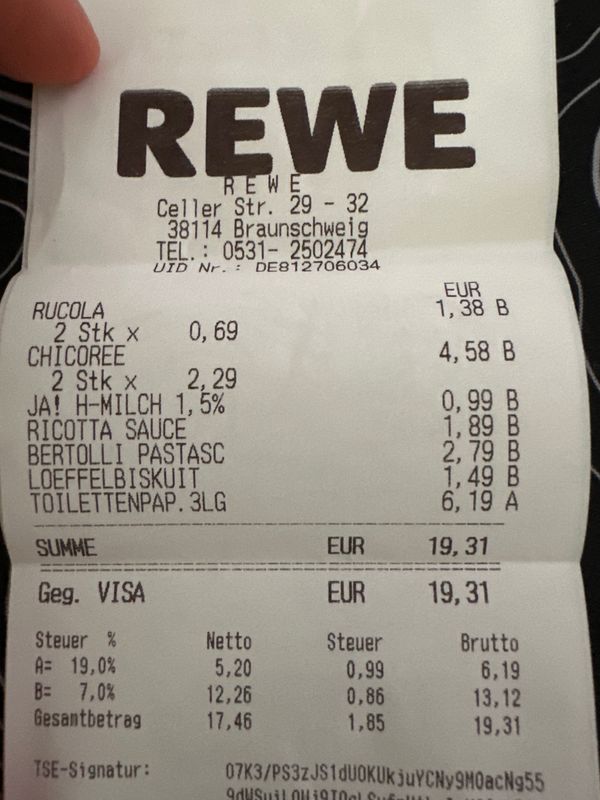 REWE
R E W E
Celler Str. 29 - 32
38114 Braunschweig
TEL.: 0531- 2502474
UID Nr.: DE812706034
EUR
RUCOLA 1,38 B
2 Stk x 0,69
CHICOREE 4,58 B
2 Stk x 2,29
JA! H-MILCH 1,5% 0,99 B
RICOTTA SAUCE 1,89 B
BERTOLLI PASTASC 2,79 B
LOEFFELBISKUIT 1,49 B
TOILETTENPAP.3LG 6,19 A
SUMME EUR 19,31
Geg. VISA EUR 19,31
Steuer % Netto Steuer Brutto
A= 19,0% 5,20 0,99 6,19
B= 7,0% 12,26 0,86 13,12
Gesamtbetrag 17,46 1,85 19,31
TSE-Signatur: 07K3/PS3zJS1dUOKUkjuYCNy9MOacNg55